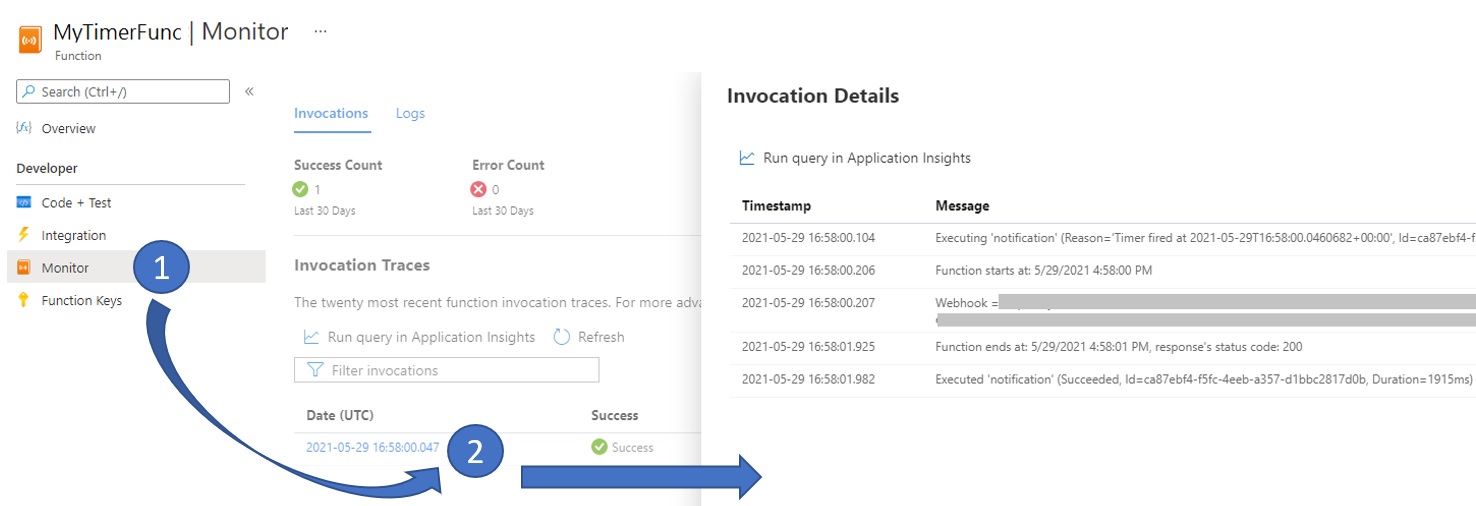 MyTimerFunc | Monitor ...
Function
Search (Ctrl+/)
«
Overview
Developer
Code + Test
Integration
Monitor
Function Keys
1
Invocations Logs
Success Count Error Count
1 0
Last 30 Days Last 30 Days
Invocation Traces
The twenty most recent function invocation traces. For more adva
Run query in Application Insights Refresh
Filter invocations
Date (UTC) Success
2021-05-29 16:58:00.047 Success
2
Invocation Details
Run query in Application Insights
Timestamp Message
2021-05-29 16:58:00.104 Executing 'notification' (Reason='Timer fired at 2021-05-29T16:58:00.0460682+00:00', Id=ca87ebf4-f
2021-05-29 16:58:00.206 Function starts at: 5/29/2021 4:58:00 PM
2021-05-29 16:58:00.207 Webhook =
2021-05-29 16:58:01.925 Function ends at: 5/29/2021 4:58:01 PM, response's status code: 200
2021-05-29 16:58:01.982 Executed 'notification' (Succeeded, Id=ca87ebf4-f5fc-4eeb-a357-d1bbc2817d0b, Duration=1915ms)